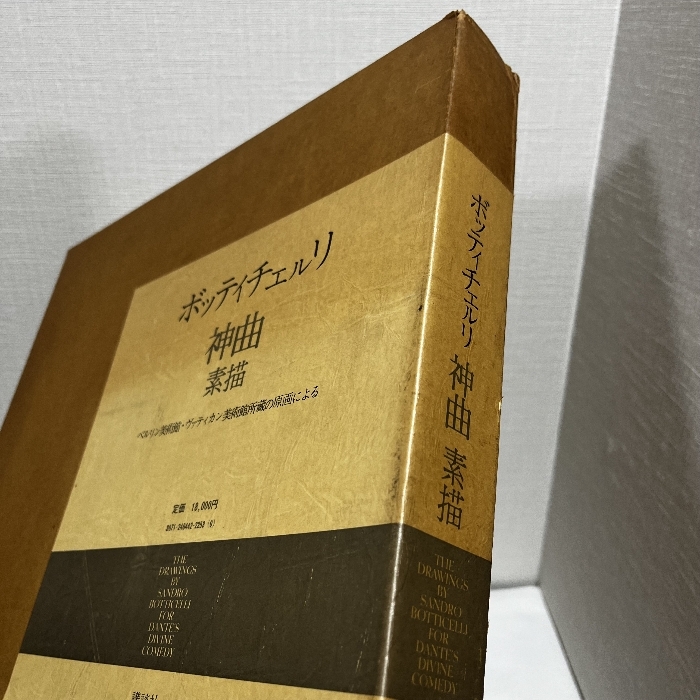 ボッティチェルリ
神曲
素描
ベルリン美術館・ヴァティカン美術館所蔵の原画による
定価 18,000円
THE
DRAWINGS
BY
SANDRO
BOTTICELLI
FOR
DANTE'S
DIVINE
COMEDY
講談社
ボッティチェルリ 神曲 素描
THE
DRAWINGS
BY
SANDRO
BOTTICELLI
FOR
DANTE'S
DIVINE
COMEDY